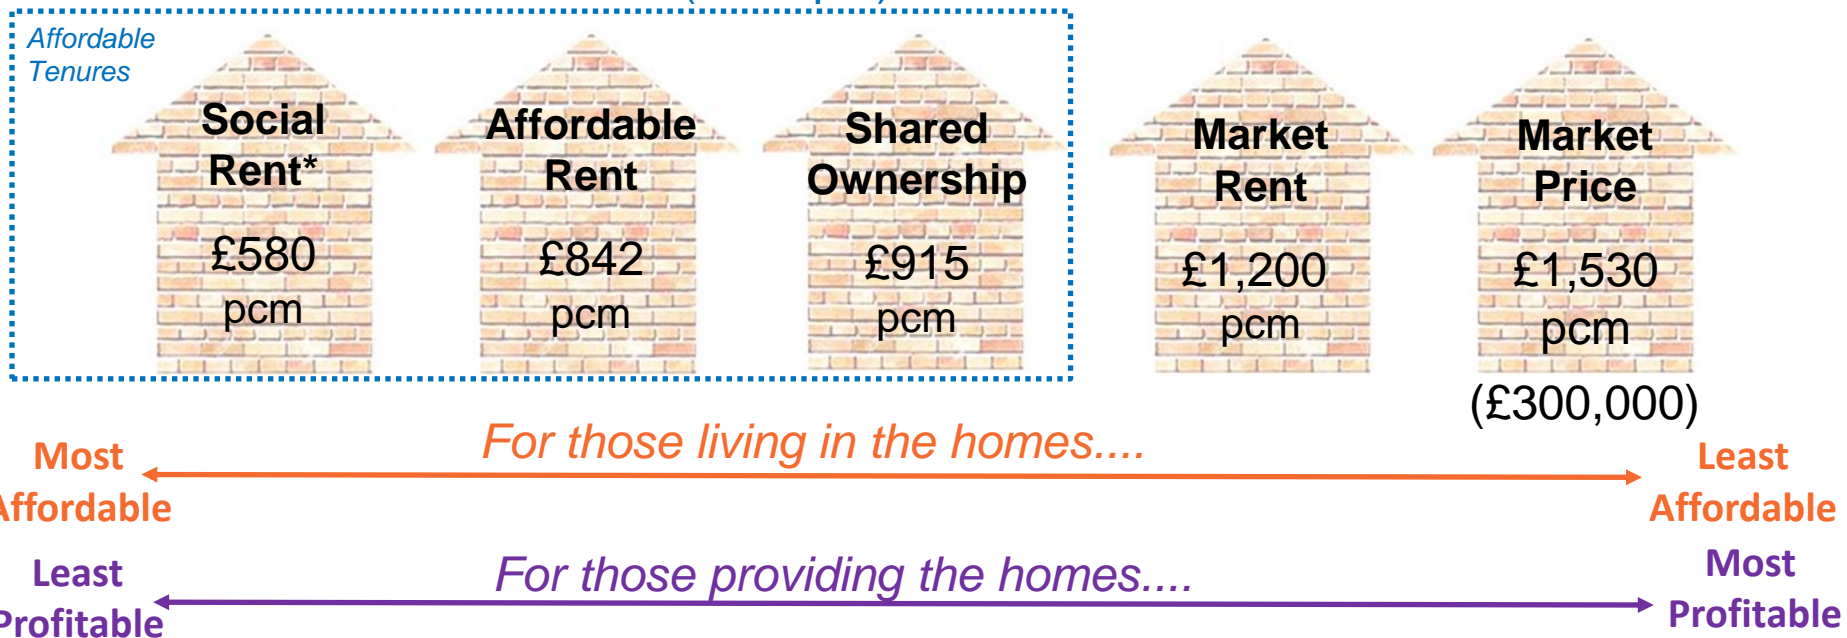 Affordable
Tenures
Social
Rent*
£580
pcm
Affordable
Rent
£842
pcm
Shared
Ownership
£915
pcm
Market
Rent
£1,200
pcm
Market
Price
£1,530
pcm
(£300,000)
For those living in the homes....
Most
Affordable
Least
Affordable
For those providing the homes....
Least
Profitable
Most
Profitable